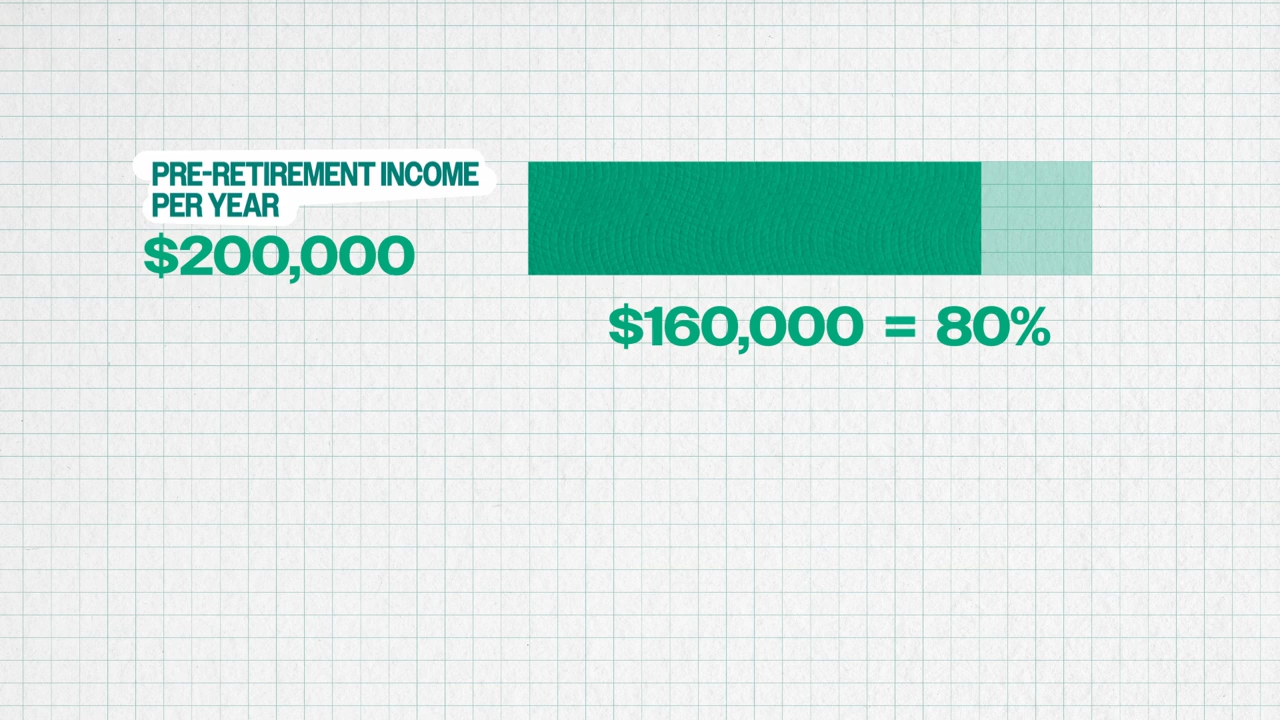 PRE-RETIREMENT INCOME
PER YEAR
$200,000
$160,000 = 80%